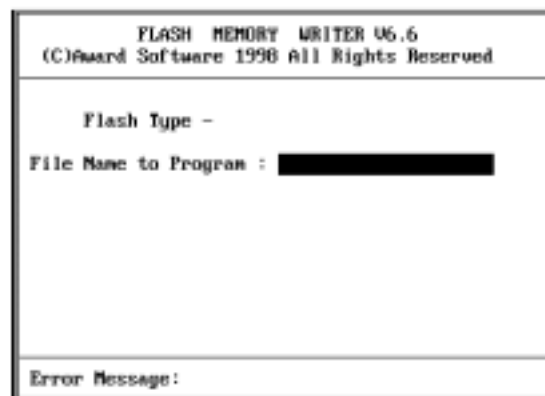 FLASH MEMORY WRITER V6.6
(C)Award Software 1998 All Rights Reserved
Flash Type -
File Name to Program :
Error Message: